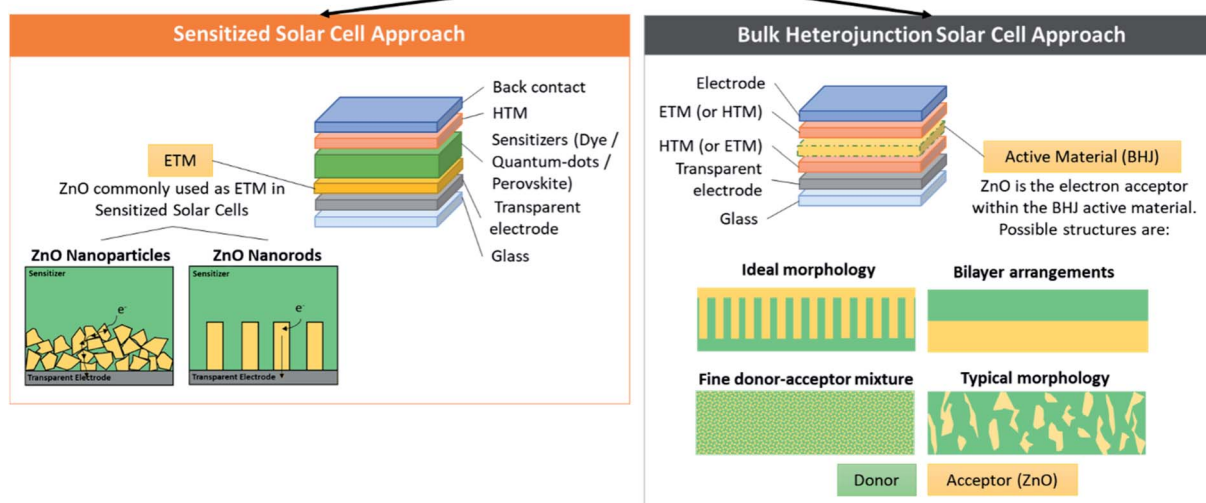 Sensitized Solar Cell Approach
Back contact
HTM
Sensitizers (Dye /
Quantum-dots /
Perovskite)
Transparent
electrode
Glass
ETM
ZnO commonly used as ETM in
Sensitized Solar Cells
ZnO Nanoparticles
Sensitizer
e-
Transparent Electrode
ZnO Nanorods
Sensitizer
e-
Transparent Electrode
Bulk Heterojunction Solar Cell Approach
Electrode
ETM (or HTM)
HTM (or ETM)
Transparent
electrode
Glass
Active Material (BHJ)
ZnO is the electron acceptor
within the BHJ active material.
Possible structures are:
Ideal morphology
Bilayer arrangements
Fine donor-acceptor mixture
Typical morphology
Donor
Acceptor (ZnO)